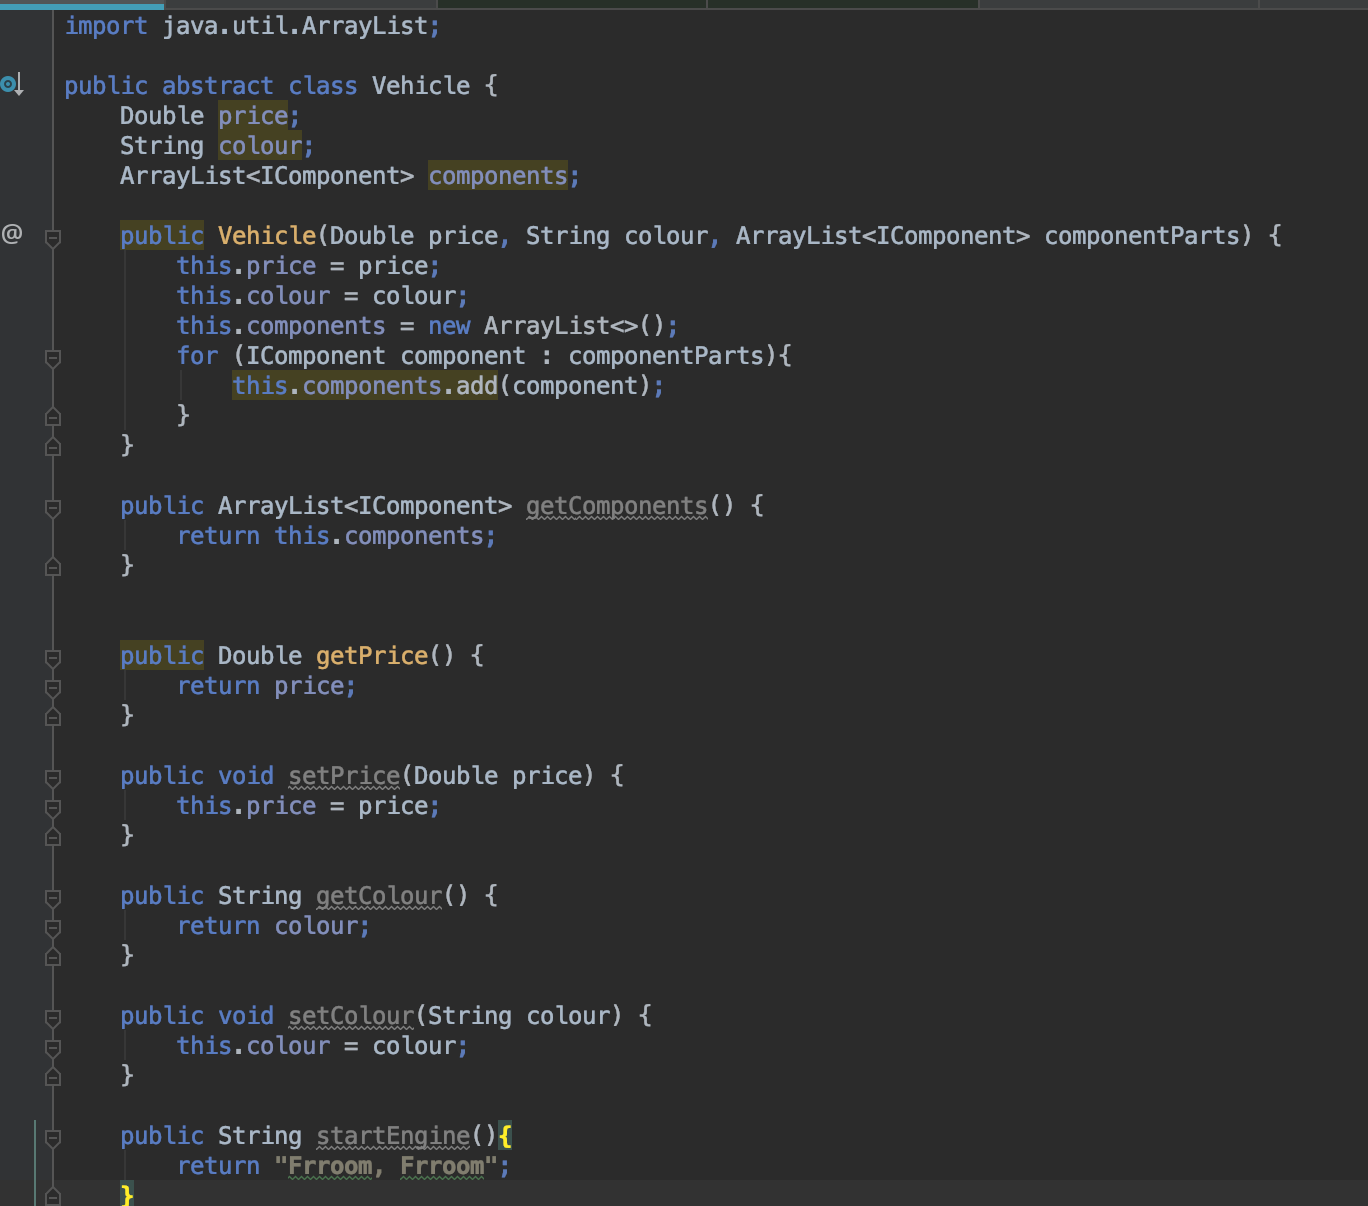 import java.util.ArrayList;
public abstract class Vehicle {
    Double price;
    String colour;
    ArrayList<IComponent> components;
@
    public Vehicle(Double price, String colour, ArrayList<IComponent> componentParts) {
        this.price = price;
        this.colour = colour;
        this.components = new ArrayList<>();
        for (IComponent component : componentParts){
            this.components.add(component);
        }
    }
    public ArrayList<IComponent> getComponents() {
        return this.components;
    }
    public Double getPrice() {
        return price;
    }
    public void setPrice(Double price) {
        this.price = price;
    }
    public String getColour() {
        return colour;
    }
    public void setColour(String colour) {
        this.colour = colour;
    }
    public String startEngine(){
        return "Frroom, Frroom";
    }